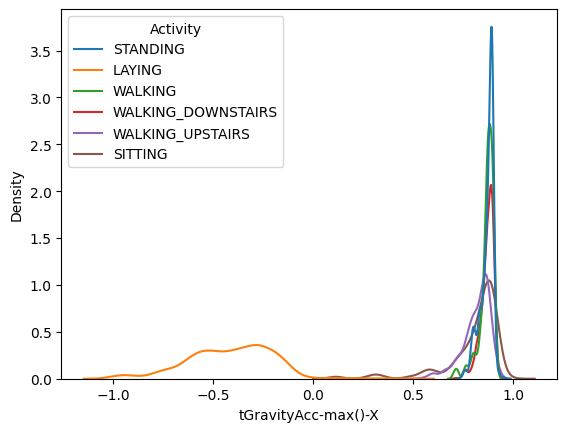 Activity
STANDING
LAYING
WALKING
WALKING_DOWNSTAIRS
WALKING_UPSTAIRS
SITTING
Density
3.5
3.0
2.5
2.0
1.5
1.0
0.5
0.0
−1.0 −0.5 0.0 0.5 1.0
tGravityAcc-max()-X